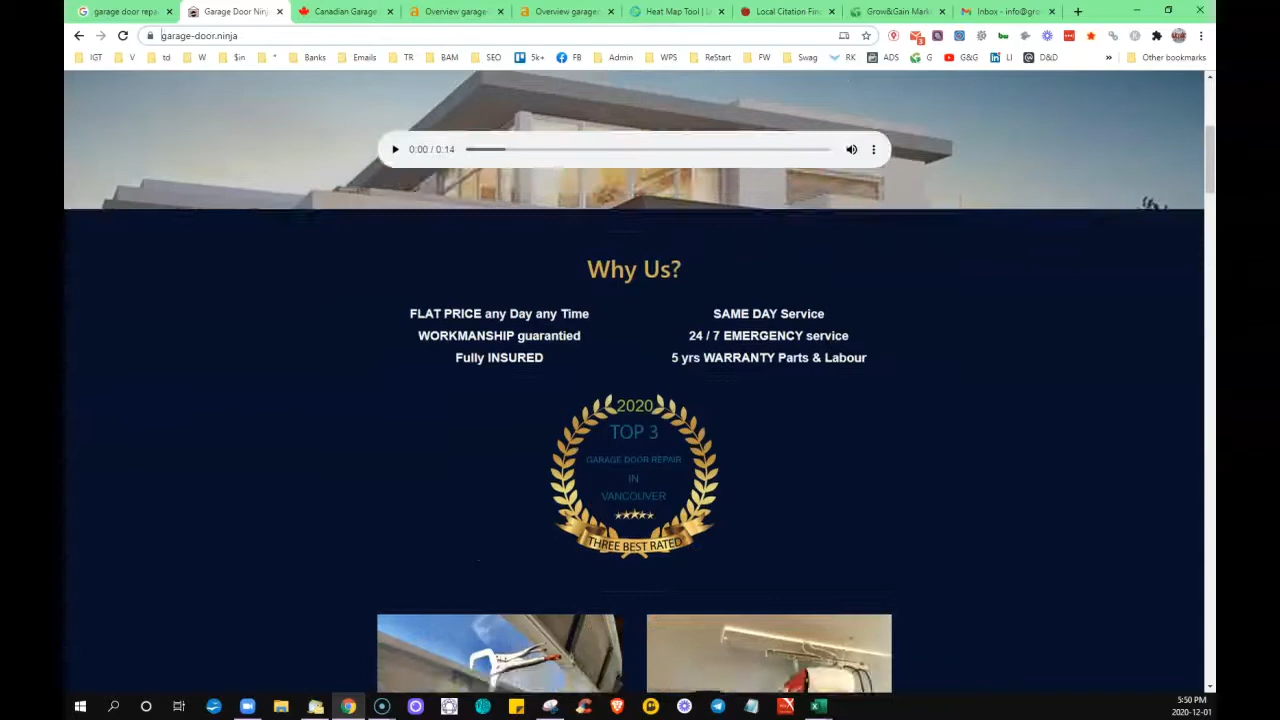 garage door repa
Garage Door Ninj
Canadian Garage
Overview garage
Overview garage
Heat Map Tool | L
Local Citation Fin
Grow&Gain Mark
Inbox - info@gro
garage-door.ninja
IGT
V
td
W
$in
*
Banks
Emails
TR
BAM
SEO
5k+
FB
Admin
WPS
ReStart
FW
Swag
RK
ADS
G
G&G
LI
D&D
»
Other bookmarks
0:00 / 0:14
Why Us?
FLAT PRICE any Day any Time
WORKMANSHIP guarantied
Fully INSURED
SAME DAY Service
24 / 7 EMERGENCY service
5 yrs WARRANTY Parts & Labour
2020
TOP 3
GARAGE DOOR REPAIR
IN
VANCOUVER
THREE BEST RATED
5:50 PM
2020-12-01